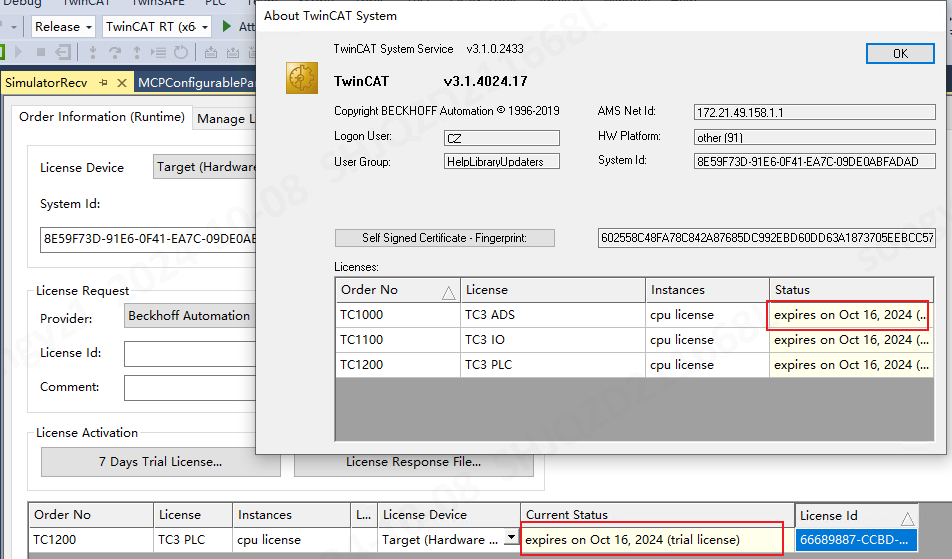 Debug TwinCAT TwinSAFE PLC
Release TwinCAT RT (x6
SimulatorRecv MCPConfigurablePa
Order Information (Runtime) Manage L
License Device Target (Hardware
System Id:
8E59F73D-91E6-0F41-EA7C-09DE0AB
License Request
Provider: Beckhoff Automation
License Id:
Comment:
License Activation
7 Days Trial License... License Response File...
Order No License Instances L... License Device Current Status License Id
TC1200 TC3 PLC cpu license Target (Hardware ... expires on Oct 16, 2024 (trial license) 66689887-CCBD-...
About TwinCAT System
TwinCAT System Service v3.1.0.2433
OK
TwinCAT v3.1.4024.17
Copyright BECKHOFF Automation © 1996-2019
AMS Net Id: 172.21.49.158.1.1
Logon User: CZ
HW Platform: other (91)
User Group: HelpLibraryUpdaters
System Id: 8E59F73D-91E6-0F41-EA7C-09DE0ABFADAD
Self Signed Certificate - Fingerprint: 602558C48FA78C842A87685DC992EBD60DD63A1873705EEBCC57
Licenses:
Order No License Instances Status
TC1000 TC3 ADS cpu license expires on Oct 16, 2024 (...
TC1100 TC3 IO cpu license expires on Oct 16, 2024 (...
TC1200 TC3 PLC cpu license expires on Oct 16, 2024 (...